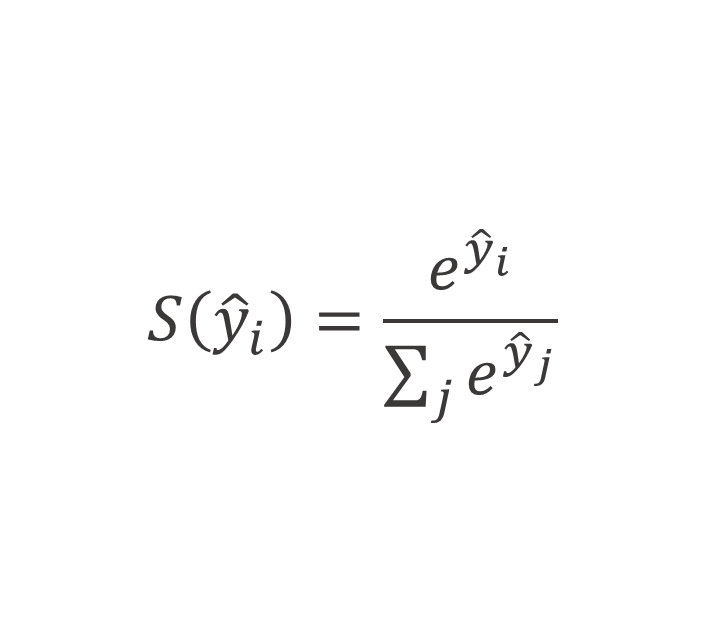 S(ŷᵢ) = e^{ŷᵢ} / ∑ⱼ e^{ŷⱼ}